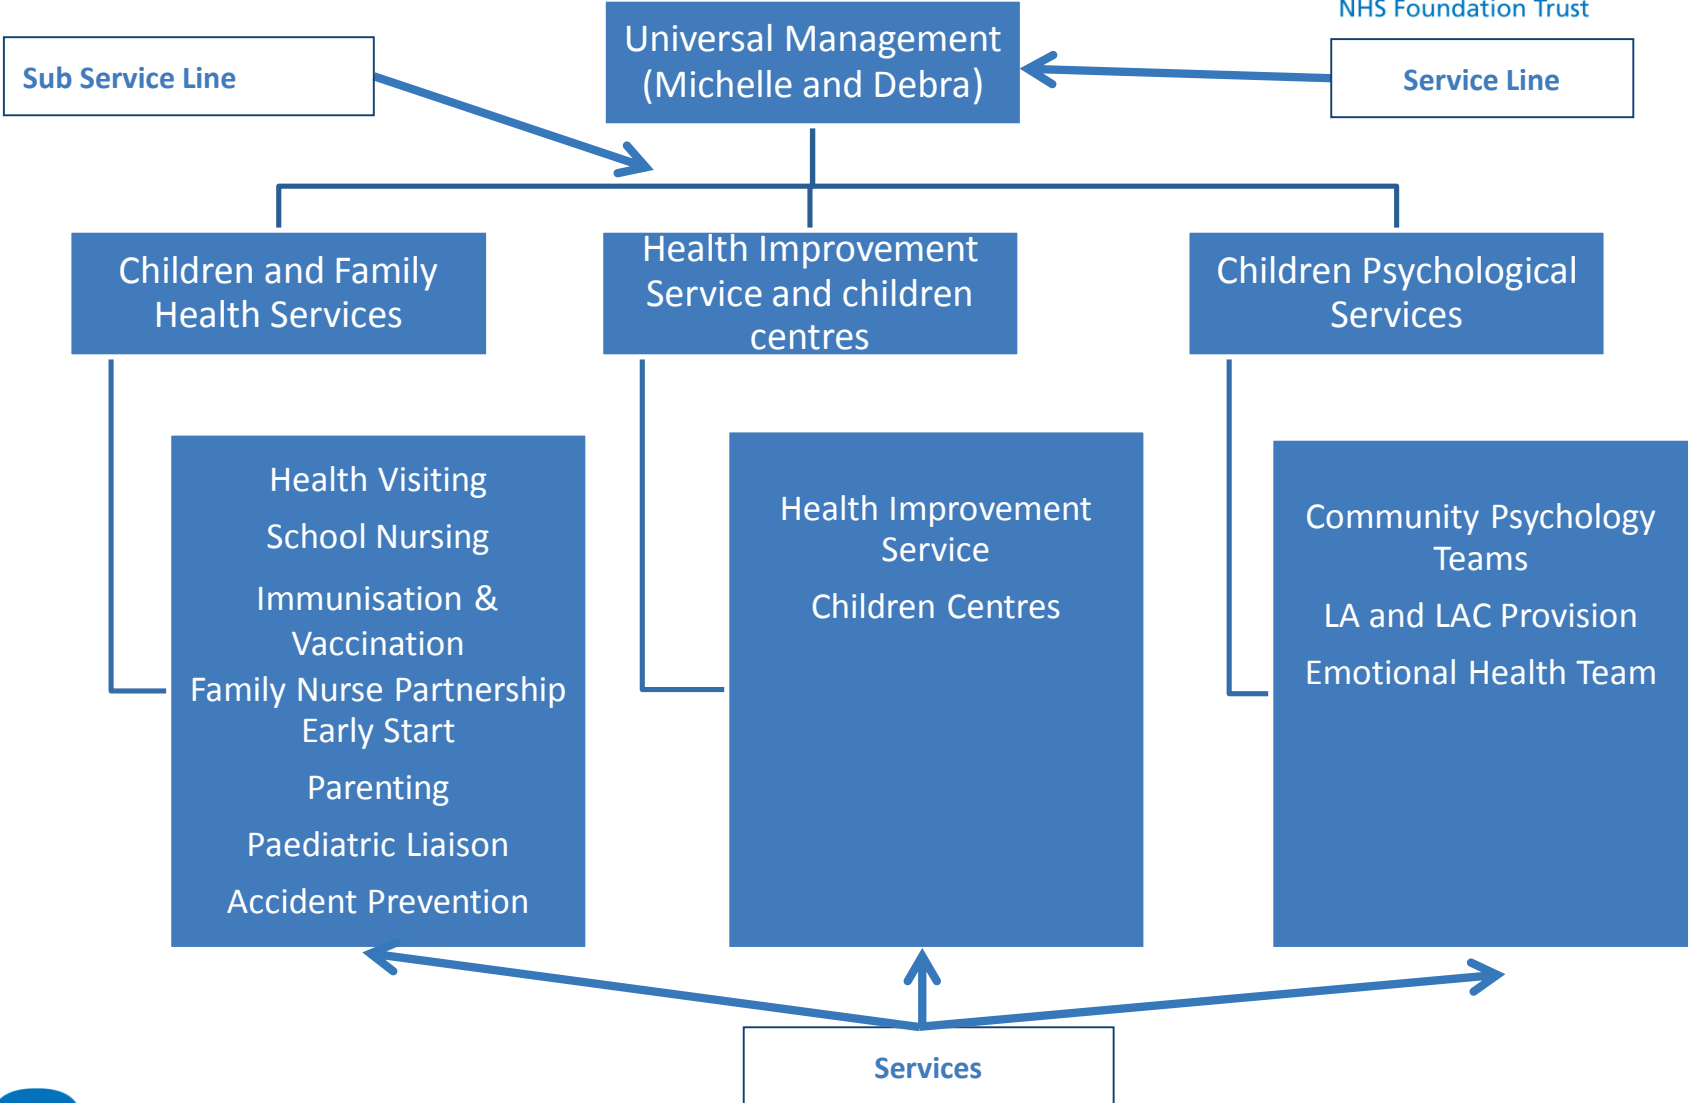 NHS Foundation Trust
Sub Service Line
Universal Management
(Michelle and Debra)
Service Line
Children and Family
Health Services
Health Improvement
Service and children
centres
Children Psychological
Services
Health Visiting
School Nursing
Immunisation &
Vaccination
Family Nurse Partnership
Early Start
Parenting
Paediatric Liaison
Accident Prevention
Health Improvement
Service
Children Centres
Community Psychology
Teams
LA and LAC Provision
Emotional Health Team
Services